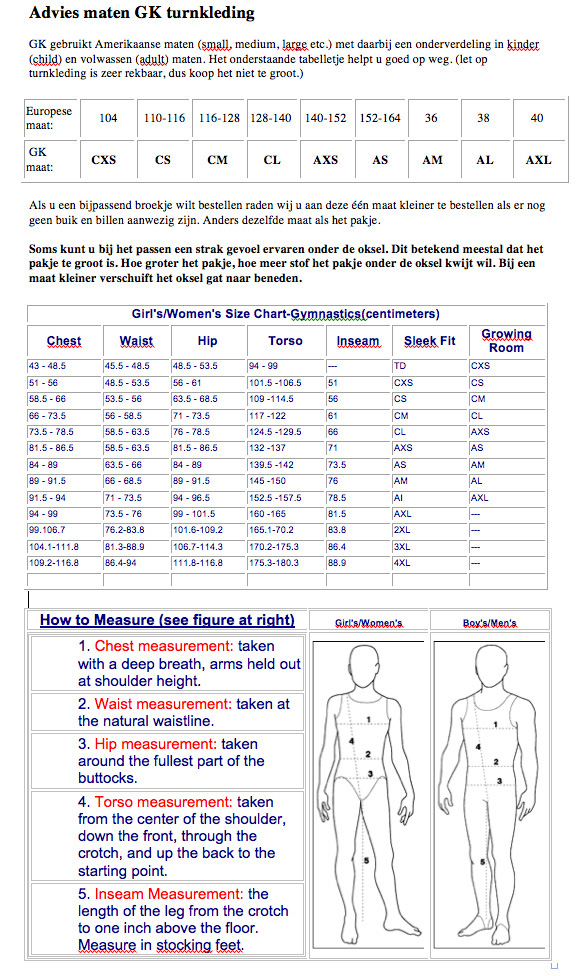 Advies maten GK turnkleding
GK gebruikt Amerikaanse maten (small, medium, large etc.) met daarbij een onderverdeling in kinder
(child) en volwassen (adult) maten. Het onderstaande tabelletje helpt u goed op weg. (let op
turnkleding is zeer rekbaar, dus koop het niet te groot.)
Europese maat: 104 110-116 116-128 128-140 140-152 152-164 36 38 40
GK maat: CXS CS CM CL AXS AS AM AL AXL
Als u een bijpassend broekje wilt bestellen raden wij u aan deze één maat kleiner te bestellen als er nog
geen buik en billen aanwezig zijn. Anders dezelfde maat als het pakje.
Soms kunt u bij het passen een strak gevoel ervaren onder de oksel. Dit betekend meestal dat het
pakje te groot is. Hoe groter het pakje, hoe meer stof het pakje onder de oksel kwijt wil. Bij een
maat kleiner verschuift het oksel gat naar beneden.
Girl's/Women's Size Chart-Gymnastics(centimeters)
Chest Waist Hip Torso Inseam Sleek Fit Growing Room
43 - 48.5 45.5 - 48.5 48.5 - 53.5 94 - 99 --- TD CXS
51 - 56 48.5 - 53.5 56 - 61 101.5 -106.5 51 CXS CS
58.5 - 66 53.5 - 56 63.5 - 68.5 109 -114.5 56 CS CM
66 - 73.5 56 - 58.5 71 - 73.5 117 -122 61 CM CL
73.5 - 78.5 58.5 - 63.5 76 - 78.5 124.5 -129.5 66 CL AXS
81.5 - 86.5 58.5 - 63.5 81.5 - 86.5 132 -137 71 AXS AS
84 - 89 63.5 - 66 84 - 89 139.5 -142 73.5 AS AM
89 - 91.5 66 - 68.5 89 - 91.5 145 -150 76 AM AL
91.5 - 94 71 - 73.5 94 - 96.5 152.5 -157.5 78.5 Al AXL
94 - 99 73.5 - 76 99 - 101.5 160 -165 81.5 AXL ---
99.106.7 76.2-83.8 101.6-109.2 165.1-70.2 83.8 2XL ---
104.1-111.8 81.3-88.9 106.7-114.3 170.2-175.3 86.4 3XL ---
109.2-116.8 86.4-94 111.8-116.8 175.3-180.3 88.9 4XL ---
How to Measure (see figure at right) Girl's/Women's Boy's/Men's
1. Chest measurement: taken
with a deep breath, arms held out
at shoulder height.
2. Waist measurement: taken at
the natural waistline.
3. Hip measurement: taken
around the fullest part of the
buttocks.
4. Torso measurement: taken
from the center of the shoulder,
down the front, through the
crotch, and up the back to the
starting point.
5. Inseam Measurement: the
length of the leg from the crotch
to one inch above the floor.
Measure in stocking feet.
1
4
2
3
5
1
4
2
3
5